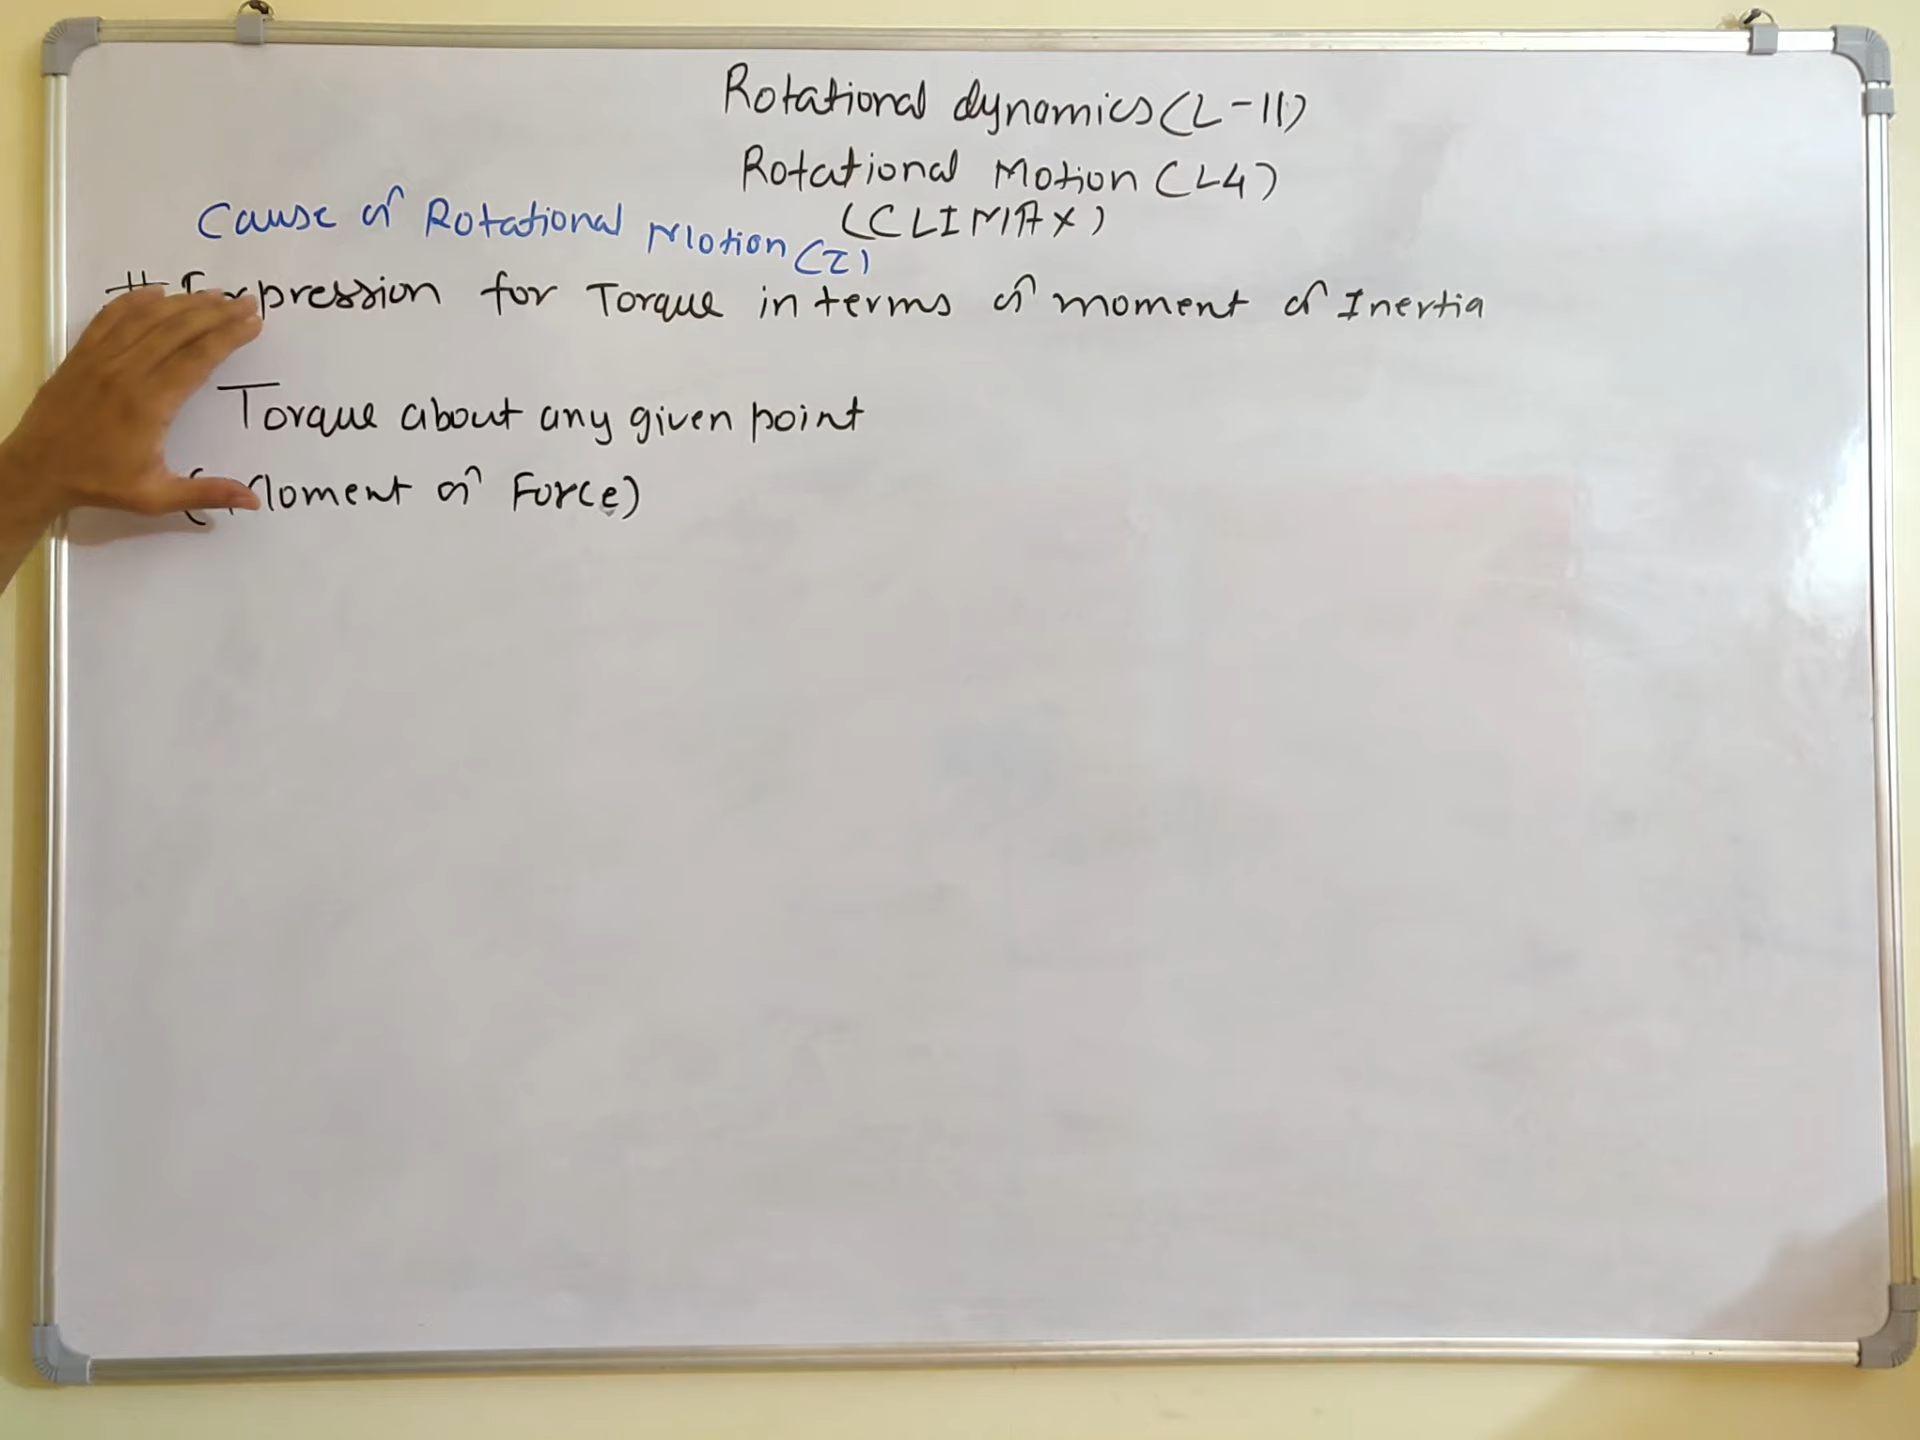 Rotational dynamics (L-11)
Rotational Motion (L4)
(CLIMAX)
Cause of Rotational Motion (τ)
# Expression for Torque in terms of moment of Inertia
Torque about any given point
(Moment of Force)